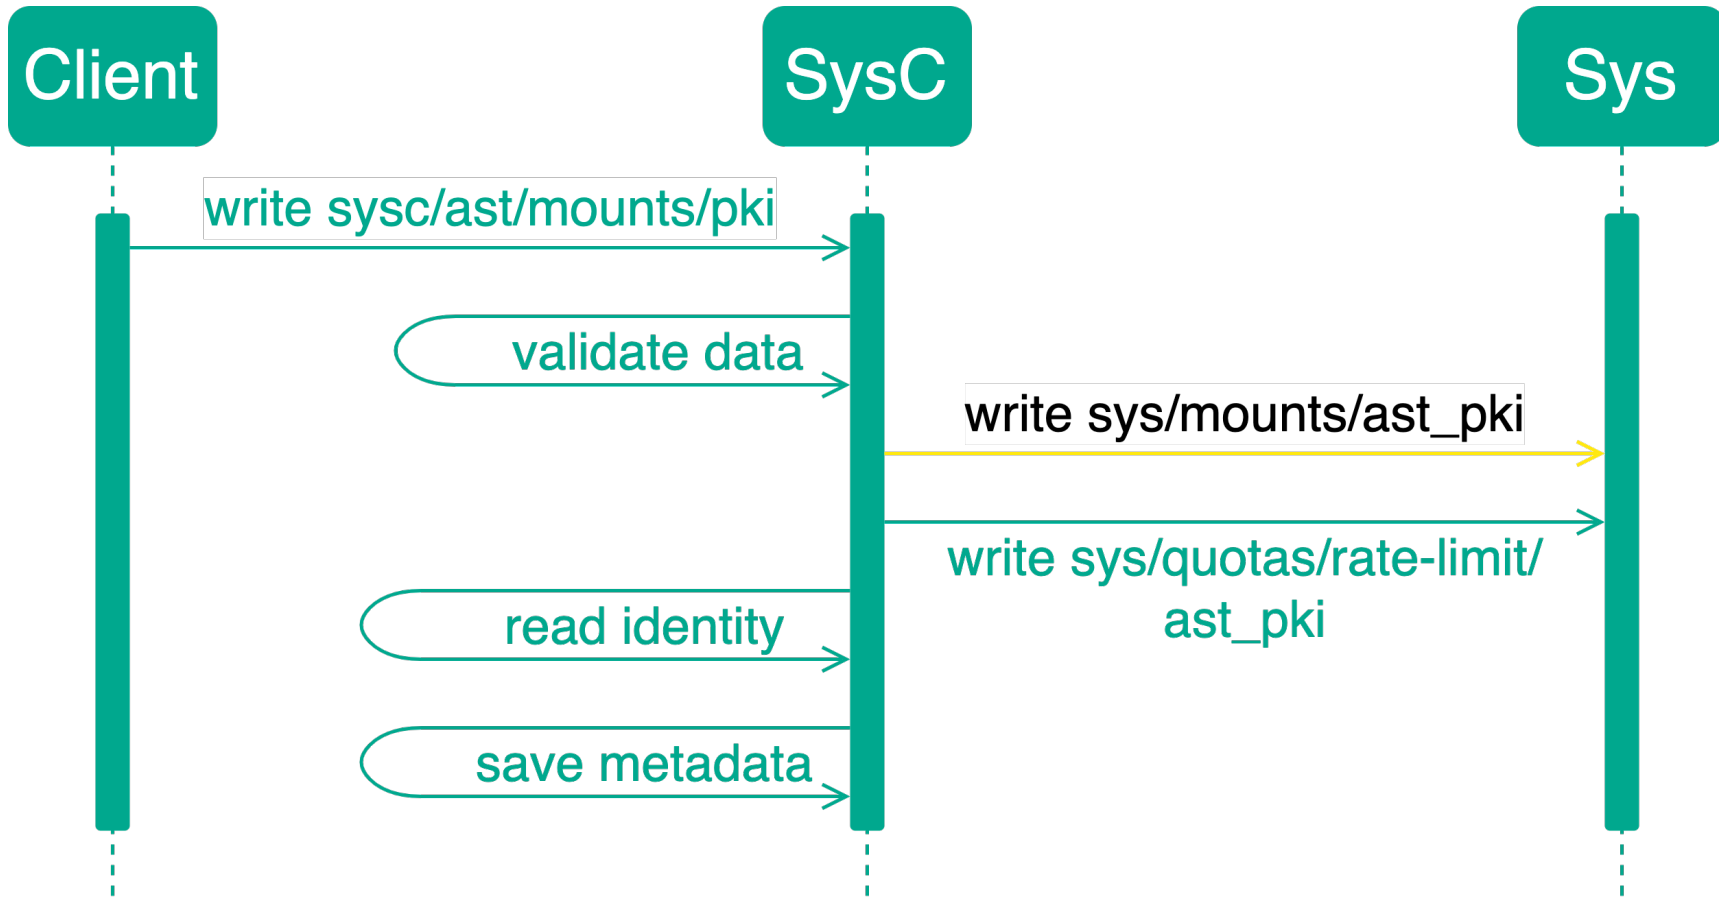 Client
SysC
Sys
write sysc/ast/mounts/pki
validate data
write sys/mounts/ast_pki
write sys/quotas/rate-limit/
ast_pki
read identity
save metadata